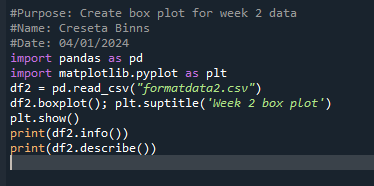 #Purpose: Create box plot for week 2 data
#Name: Creseta Binns
#Date: 04/01/2024
import pandas as pd
import matplotlib.pyplot as plt
df2 = pd.read_csv("formatdata2.csv")
df2.boxplot(); plt.suptitle('Week 2 box plot')
plt.show()
print(df2.info())
print(df2.describe())